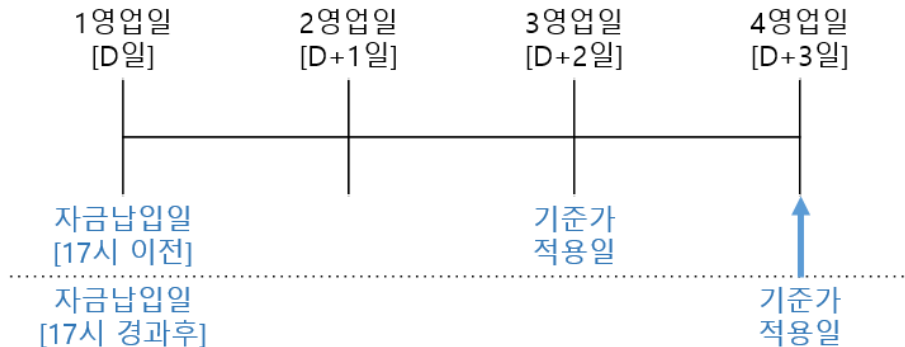 1영업일 2영업일 3영업일 4영업일
[D일] [D+1일] [D+2일] [D+3일]
자금납입일 기준가
[17시 이전] 적용일
자금납입일 기준가
[17시 경과후] 적용일